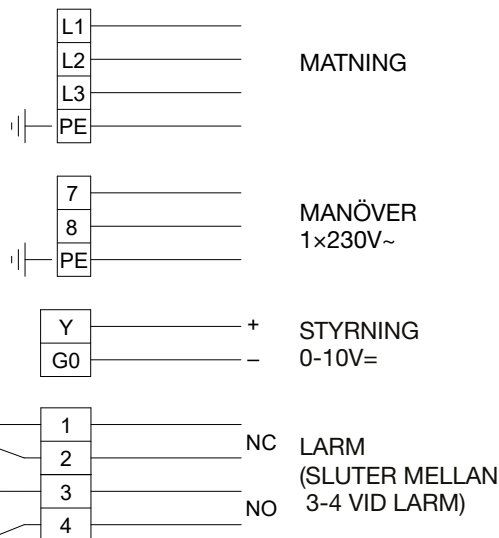 L1
L2
L3
PE
MATNING
7
8
PE
MANÖVER
1×230V~
Y
G0
+
–
STYRNING
0-10V=
1
2
3
4
NC
NO
LARM
(SLUTER MELLAN
3-4 VID LARM)